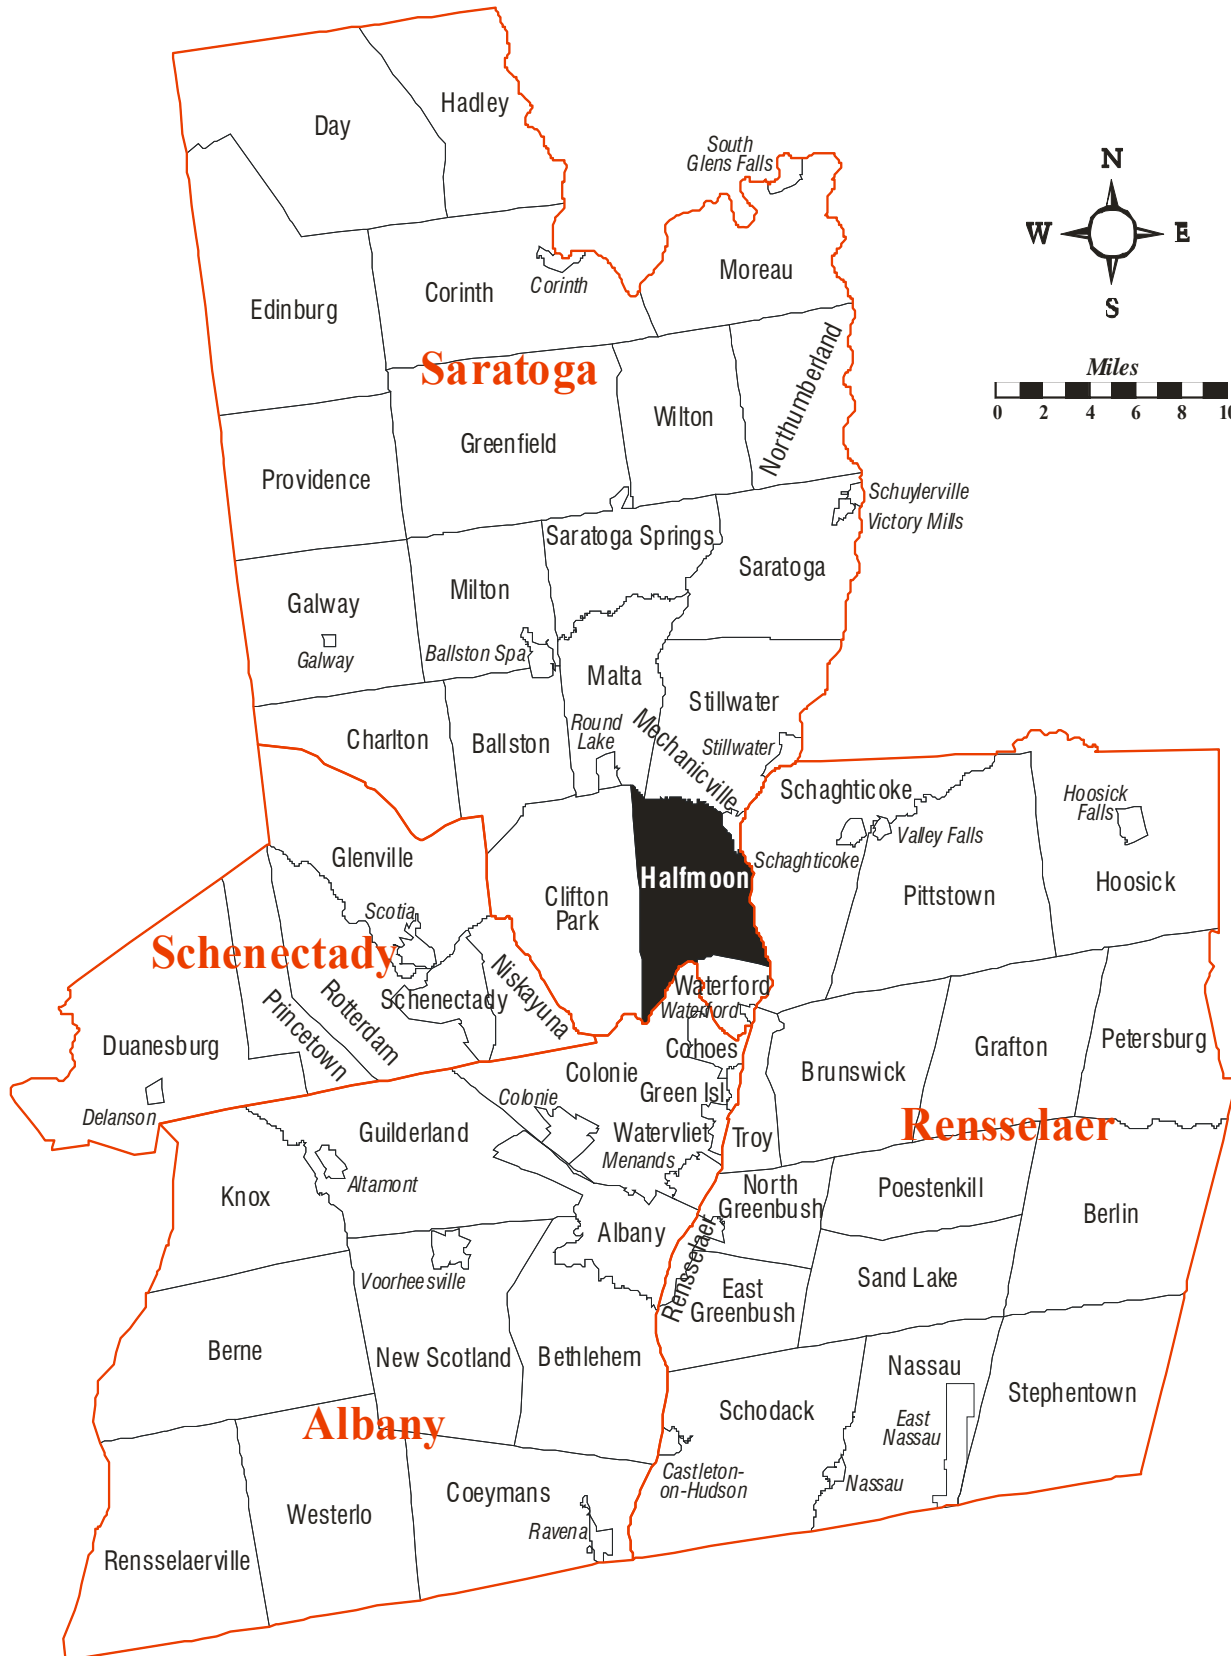 Hadley
Day
South
Glens Falls
N
W
E
S
Moreau
Corinth
Corinth
Edinburg
Northumberland
Saratoga
Miles
0 2 4 6 8 10
Wilton
Greenfield
Providence
Schuylerville
Victory Mills
Saratoga Springs
Saratoga
Milton
Galway
Galway
Ballston Spa
Malta
Stillwater
Round
Lake
Mechanicville
Stillwater
Charlton
Ballston
Schaghticoke
Hoosick
Falls
Valley Falls
Schaghticoke
Glenville
Halfmoon
Hoosick
Pittstown
Clifton
Park
Scotia
Schenectady
Niskayuna
Waterford
Waterford
Schenectady
Rotterdam
Princetown
Duanesburg
Cohoes
Grafton
Petersburg
Colonie
Brunswick
Green Isl.
Colonie
Delanson
Rensselaer
Guilderland
Watervliet
Troy
Menands
Altamont
Knox
North
Greenbush
Poestenkill
Berlin
Albany
Rensselaer
Voorheesville
Sand Lake
East
Greenbush
Berne
New Scotland
Bethlehem
Nassau
Stephentown
Schodack
Albany
East
Nassau
Castleton-
on-Hudson
Nassau
Coeymans
Westerlo
Ravena
Rensselaerville